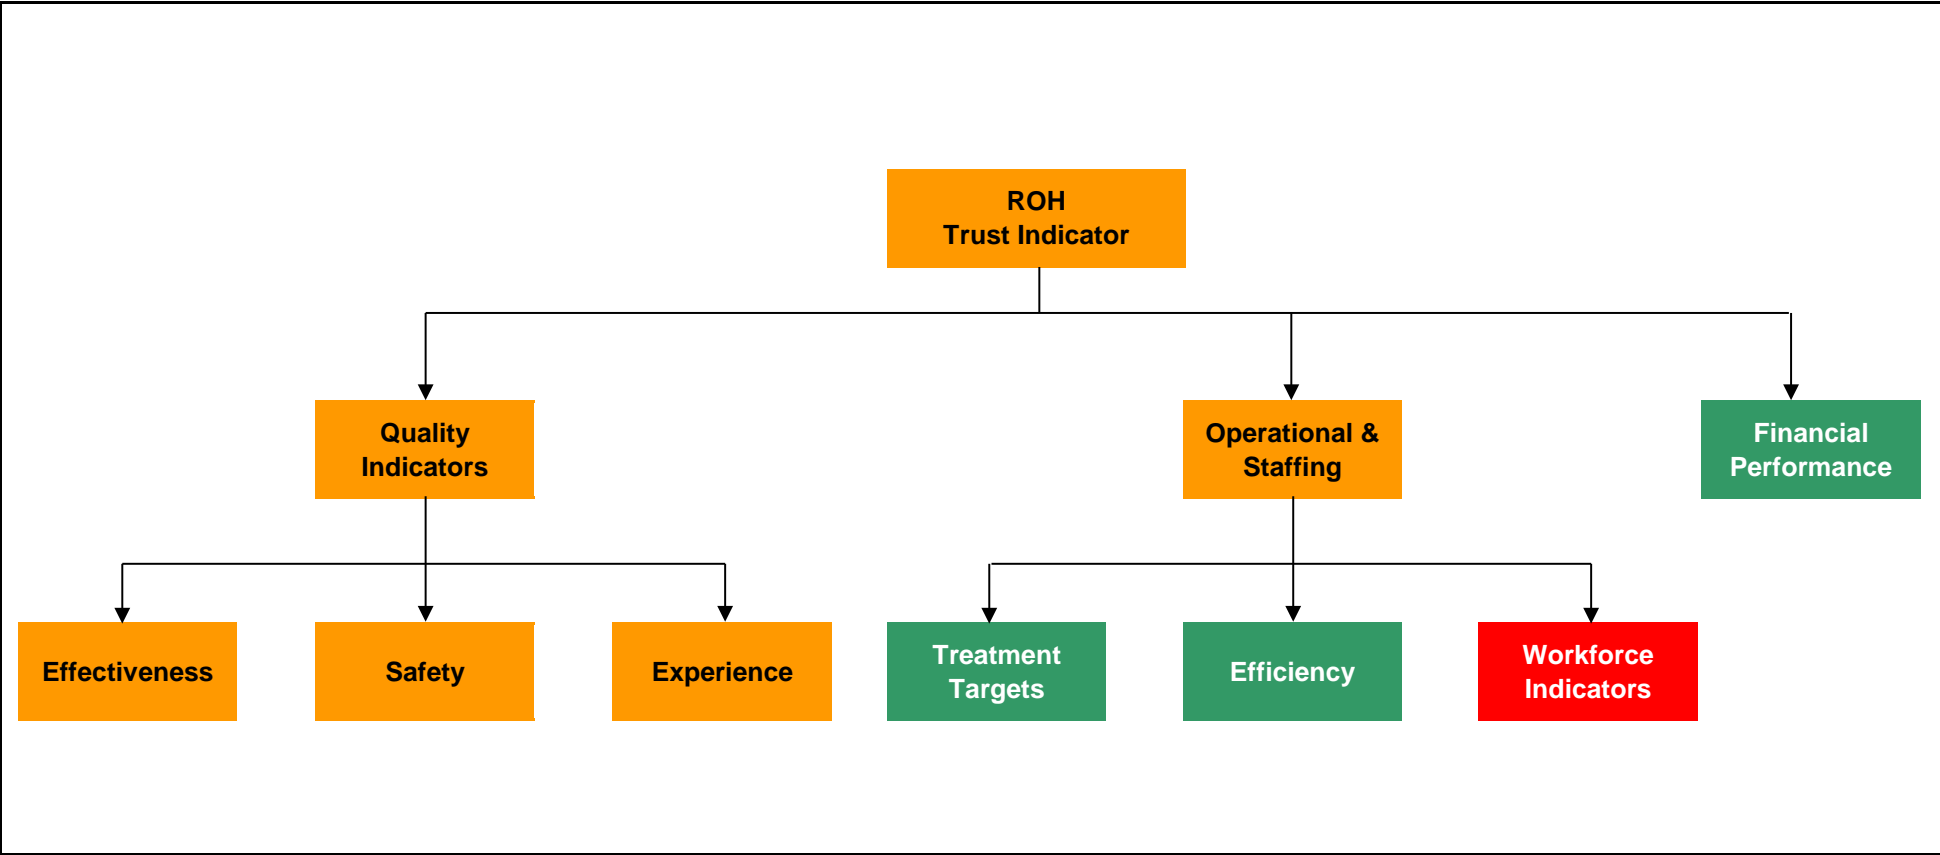 ROH
Trust Indicator
Quality
Indicators
Operational &
Staffing
Financial
Performance
Effectiveness
Safety
Experience
Treatment
Targets
Efficiency
Workforce
Indicators